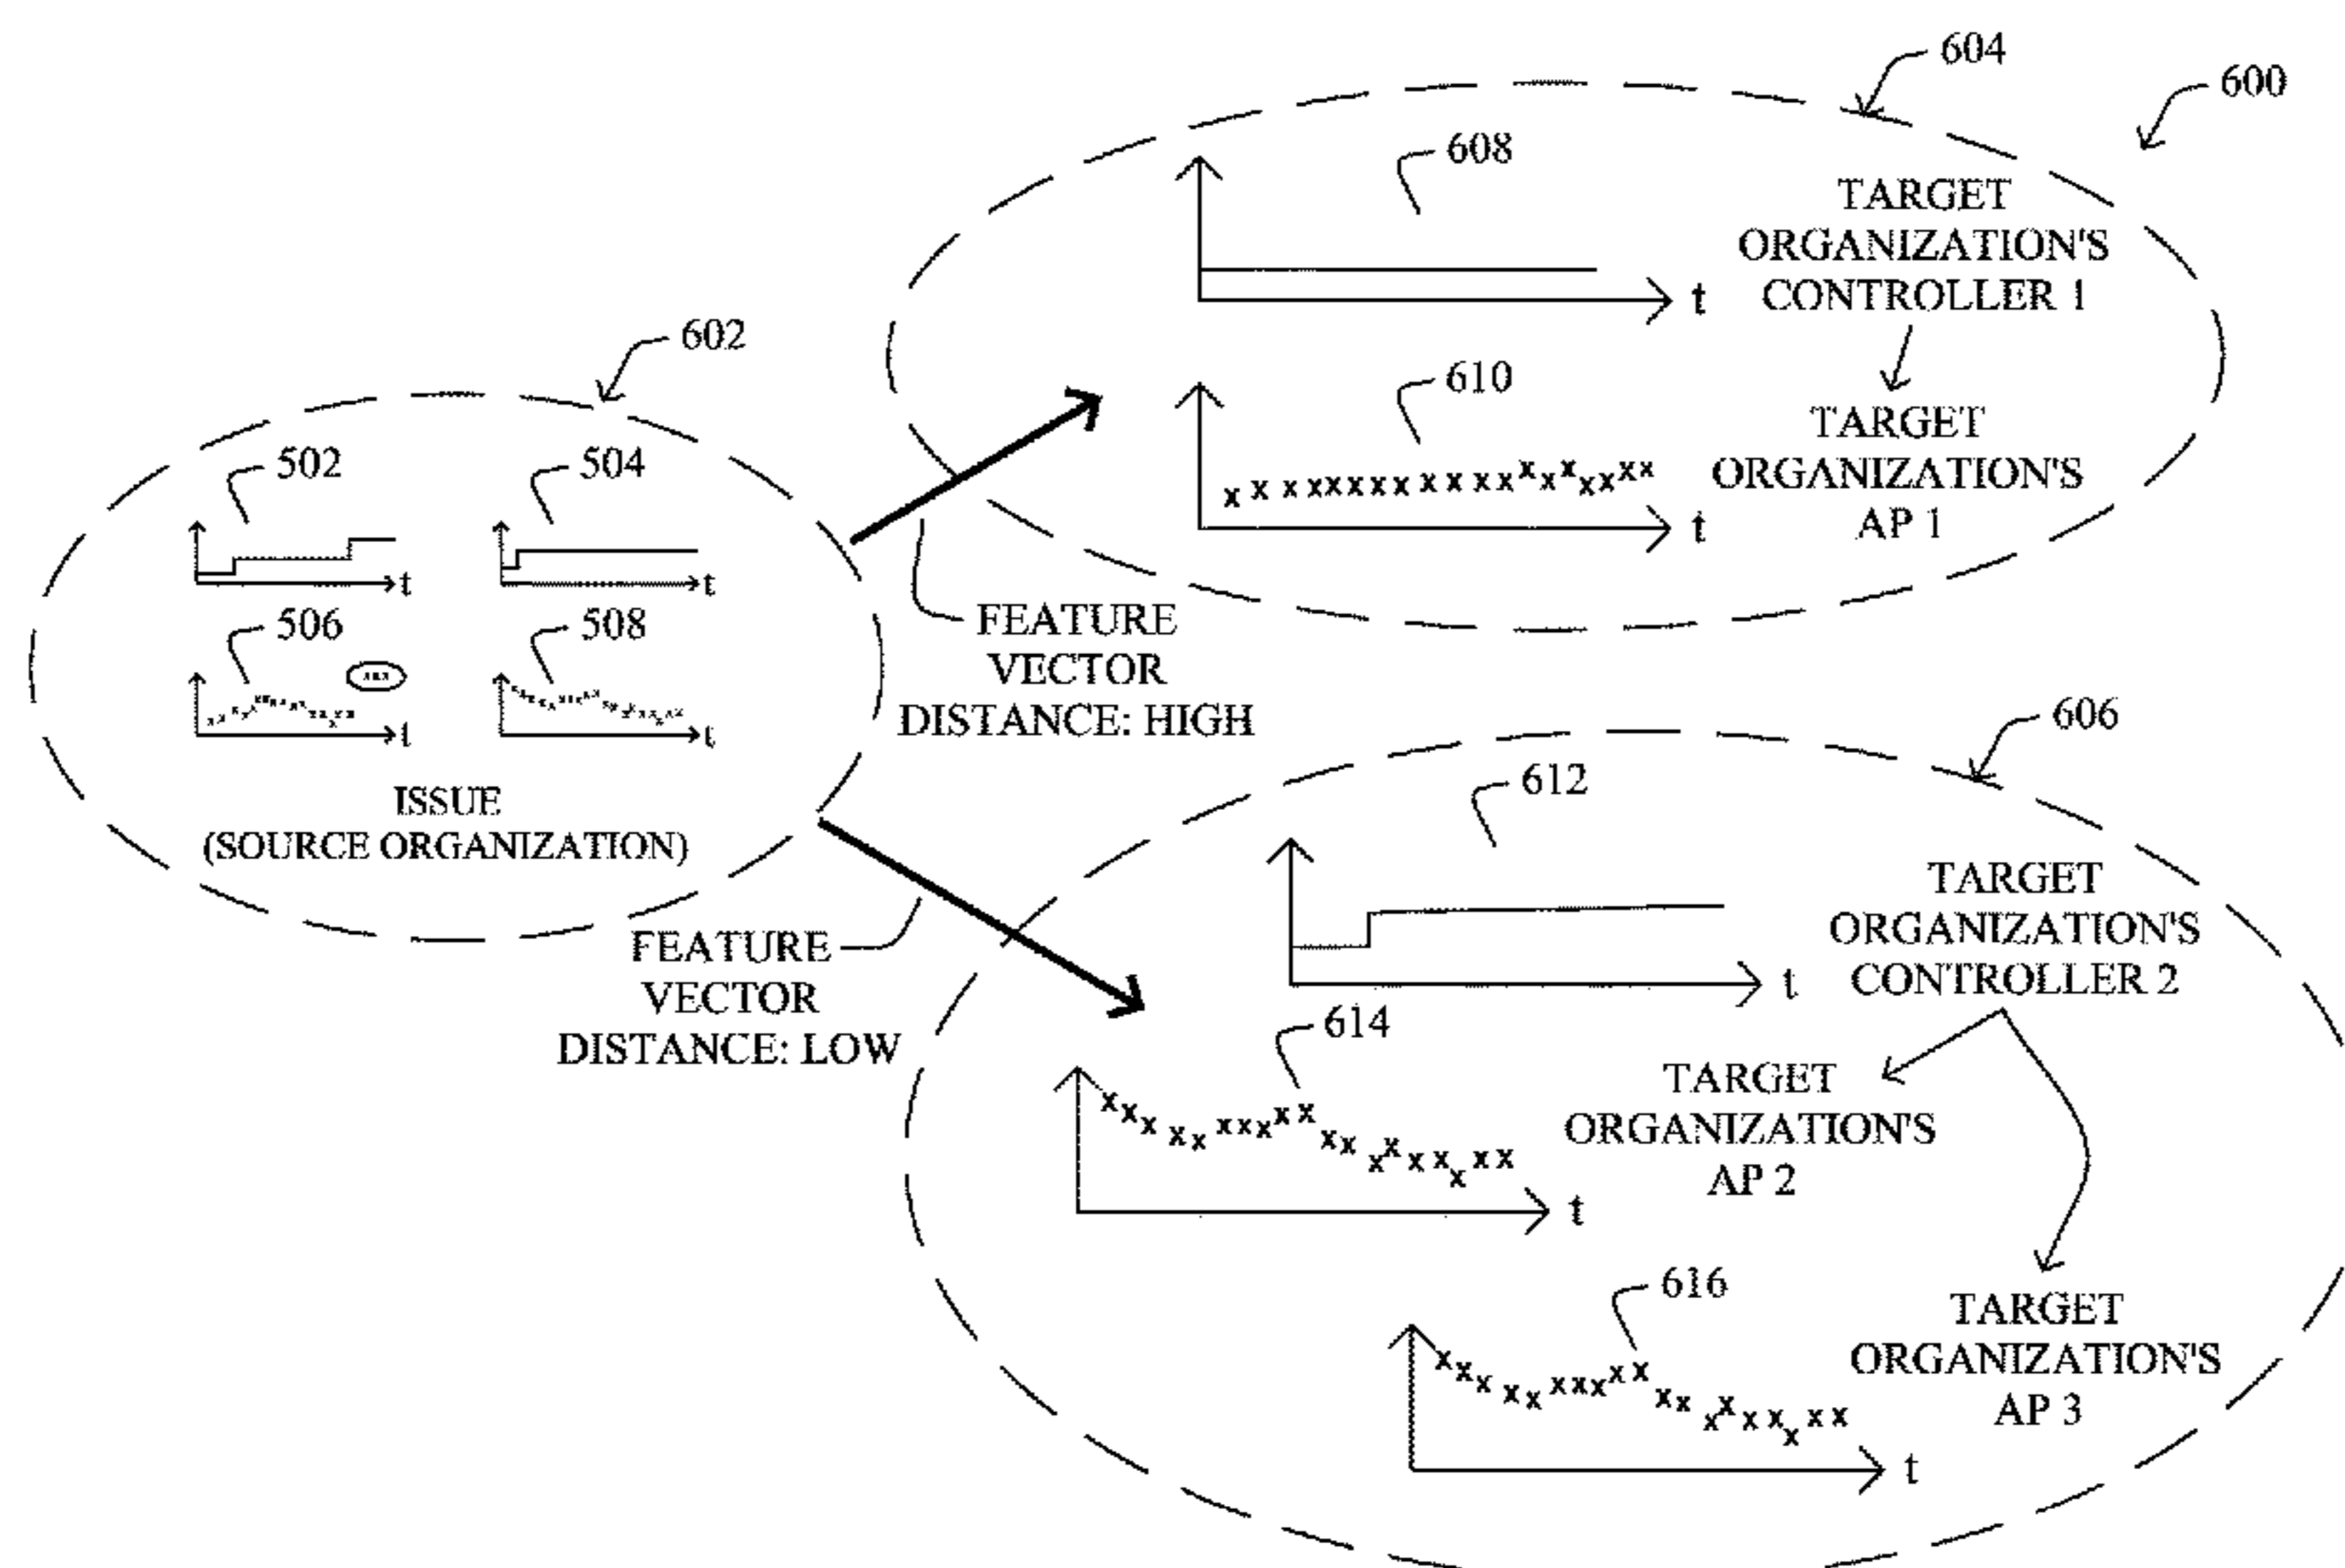 604
600
608
TARGET
ORGANIZATION'S
CONTROLLER 1
t
602
610
TARGET
ORGANIZATION'S
AP 1
x x x x x x x x x x x x x x x x x x x x
t
502
504
t
t
506
508
xxx
t
t
ISSUE
(SOURCE ORGANIZATION)
FEATURE
VECTOR
DISTANCE: HIGH
606
612
TARGET
ORGANIZATION'S
CONTROLLER 2
t
FEATURE
VECTOR
DISTANCE: LOW
614
TARGET
ORGANIZATION'S
AP 2
x x x x x x x x x x x x x x x x x x x
t
616
TARGET
ORGANIZATION'S
AP 3
x x x x x x x x x x x x x x x x x x x
t